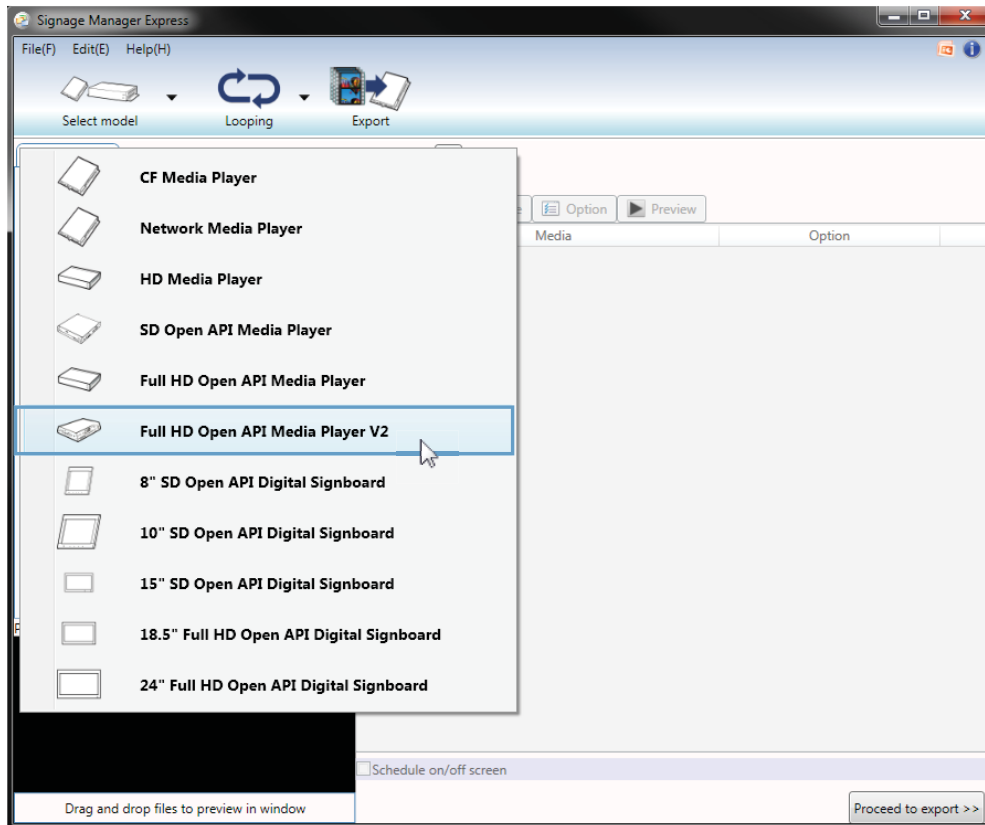 Signage Manager Express
File(F) Edit(E) Help(H)
Select model Looping Export
CF Media Player
Network Media Player
Option Preview
Media Option
HD Media Player
SD Open API Media Player
Full HD Open API Media Player
Full HD Open API Media Player V2
8" SD Open API Digital Signboard
10" SD Open API Digital Signboard
15" SD Open API Digital Signboard
18.5" Full HD Open API Digital Signboard
24" Full HD Open API Digital Signboard
Schedule on/off screen
Drag and drop files to preview in window
Proceed to export >>